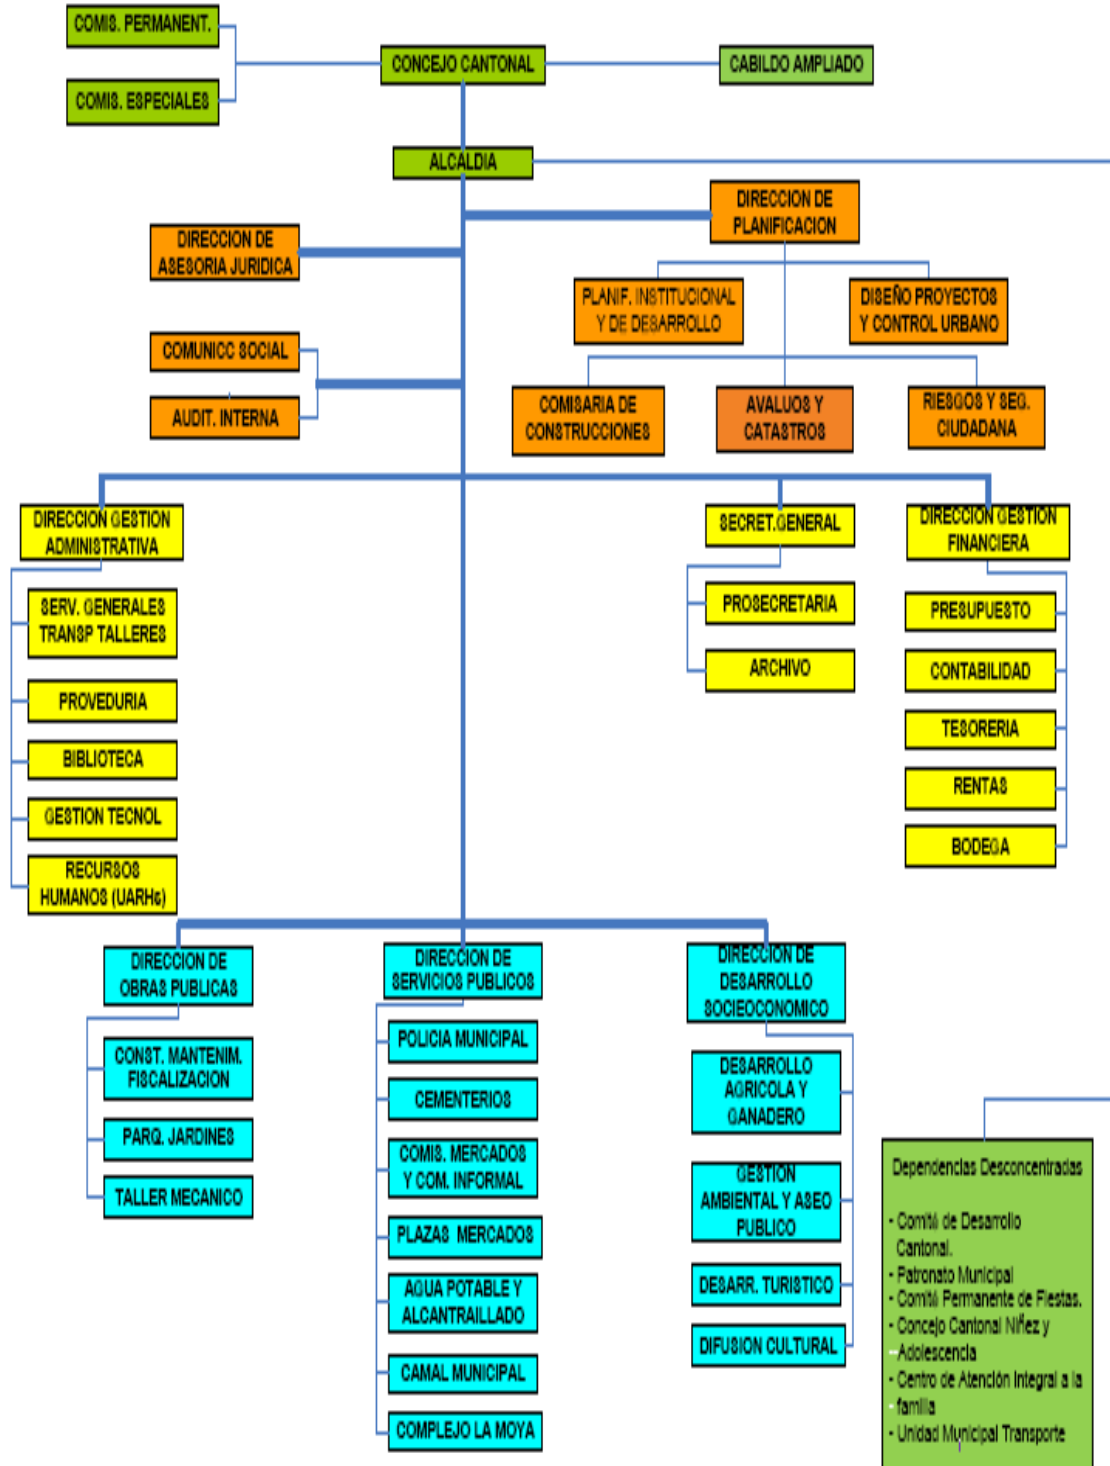 COMIS. PERMANENT.
CONCEJO CANTONAL
CABILDO AMPLIADO
COMIS. ESPECIALES
ALCALDIA
DIRECCION DE
PLANIFICACION
DIRECCION DE
ASESORIA JURIDICA
PLANIF. INSTITUCIONAL
Y DE DESARROLLO
DISEÑO PROYECTOS
Y CONTROL URBANO
COMUNICC SOCIAL
AUDIT. INTERNA
COMISARIA DE
CONSTRUCCIONES
AVALUOS Y
CATASTROS
RIESGOS Y SEG.
CIUDADANA
DIRECCION GESTION
ADMINISTRATIVA
SERV. GENERALES
TRANSP TALLERES
PROVEDURIA
BIBLIOTECA
GESTION TECNOL
RECURSOS
HUMANOS (UARHs)
SECRET.GENERAL
PROSECRETARIA
ARCHIVO
DIRECCION GESTION
FINANCIERA
PRESUPUESTO
CONTABILIDAD
TESORERIA
RENTAS
BODEGA
DIRECCION DE
OBRAS PUBLICAS
CONST. MANTENIM.
FISCALIZACION
PARQ. JARDINES
TALLER MECANICO
DIRECCION DE
SERVICIOS PUBLICOS
POLICIA MUNICIPAL
CEMENTERIOS
COMIS. MERCADOS
Y COM. INFORMAL
PLAZAS MERCADOS
AGUA POTABLE Y
ALCANTRAILLADO
CAMAL MUNICIPAL
COMPLEJO LA MOYA
DIRECCION DE
DESARROLLO
SOCIEOCONOMICO
DESARROLLO
AGRICOLA Y
GANADERO
GESTION
AMBIENTAL Y ASEO
PUBLICO
DESARR. TURISTICO
DIFUSION CULTURAL
Dependencias Desconcentradas
- Comité de Desarrollo
Cantonal.
- Patronato Municipal
- Comité Permanente de Fiestas.
- Concejo Cantonal Niñez y
- Adolescencia
- Centro de Atención Integral a la
- familia
- Unidad Municipal Transporte